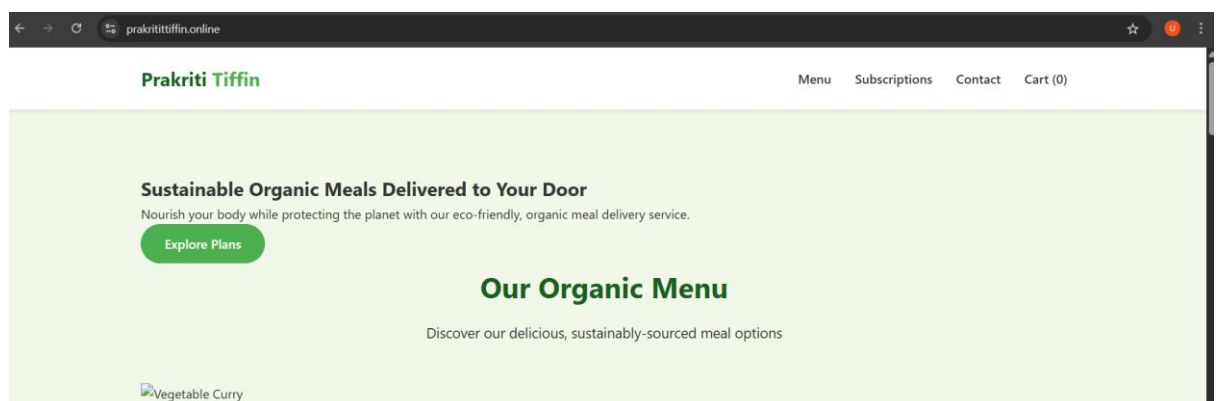 prakritittiffin.online
U
Prakriti Tiffin
Menu Subscriptions Contact Cart (0)
Sustainable Organic Meals Delivered to Your Door
Nourish your body while protecting the planet with our eco-friendly, organic meal delivery service.
Explore Plans
Our Organic Menu
Discover our delicious, sustainably-sourced meal options
Vegetable Curry